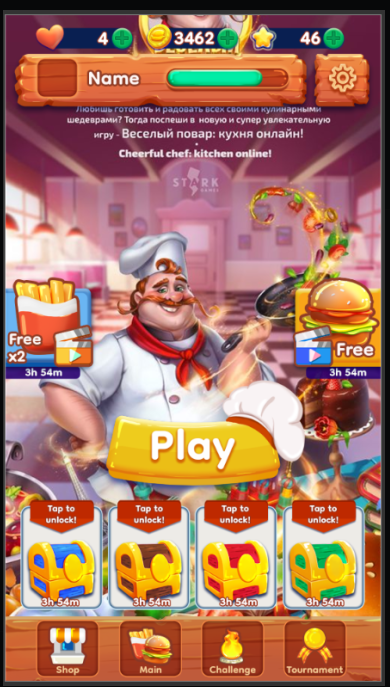 4
3462
46
Name
Любишь готовить и радовать всех своими кулинарными
шедеврами? Тогда поспеши в новую и супер увлекательную
игру - Веселый повар: кухня онлайн!
Cheerful chef: kitchen online!
STARK
GAMES
Free
x2
3h 54m
Free
3h 54m
Play
Tap to
unlock!
3h 54m
Tap to
unlock!
3h 54m
Tap to
unlock!
3h 54m
Tap to
unlock!
3h 54m
Shop
Main
Challenge
Tournament